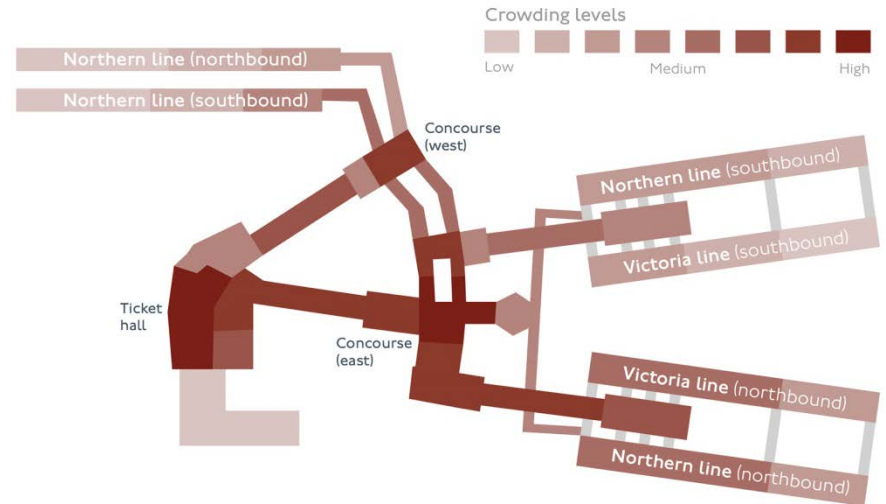 Crowding levels
Low
Medium
High
Northern line (northbound)
Northern line (southbound)
Concourse
(west)
Northern line (southbound)
Victoria line (southbound)
Ticket
hall
Concourse
(east)
Victoria line (northbound)
Northern line (northbound)